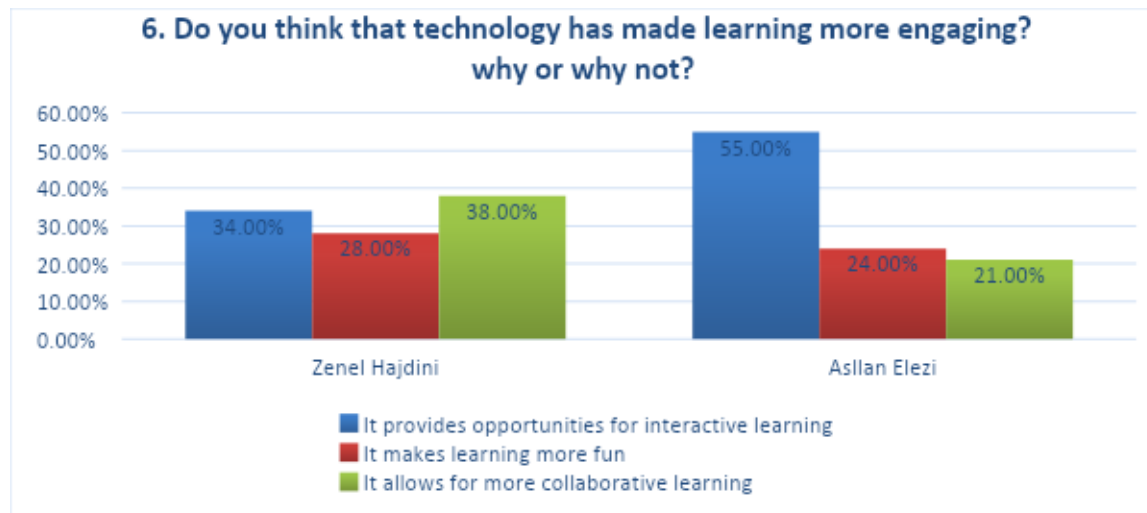 6. Do you think that technology has made learning more engaging?
why or why not?
60.00%
50.00%
40.00%
30.00%
20.00%
10.00%
0.00%
34.00%
28.00%
38.00%
55.00%
24.00%
21.00%
Zenel Hajdini
Asllan Elezi
It provides opportunities for interactive learning
It makes learning more fun
It allows for more collaborative learning